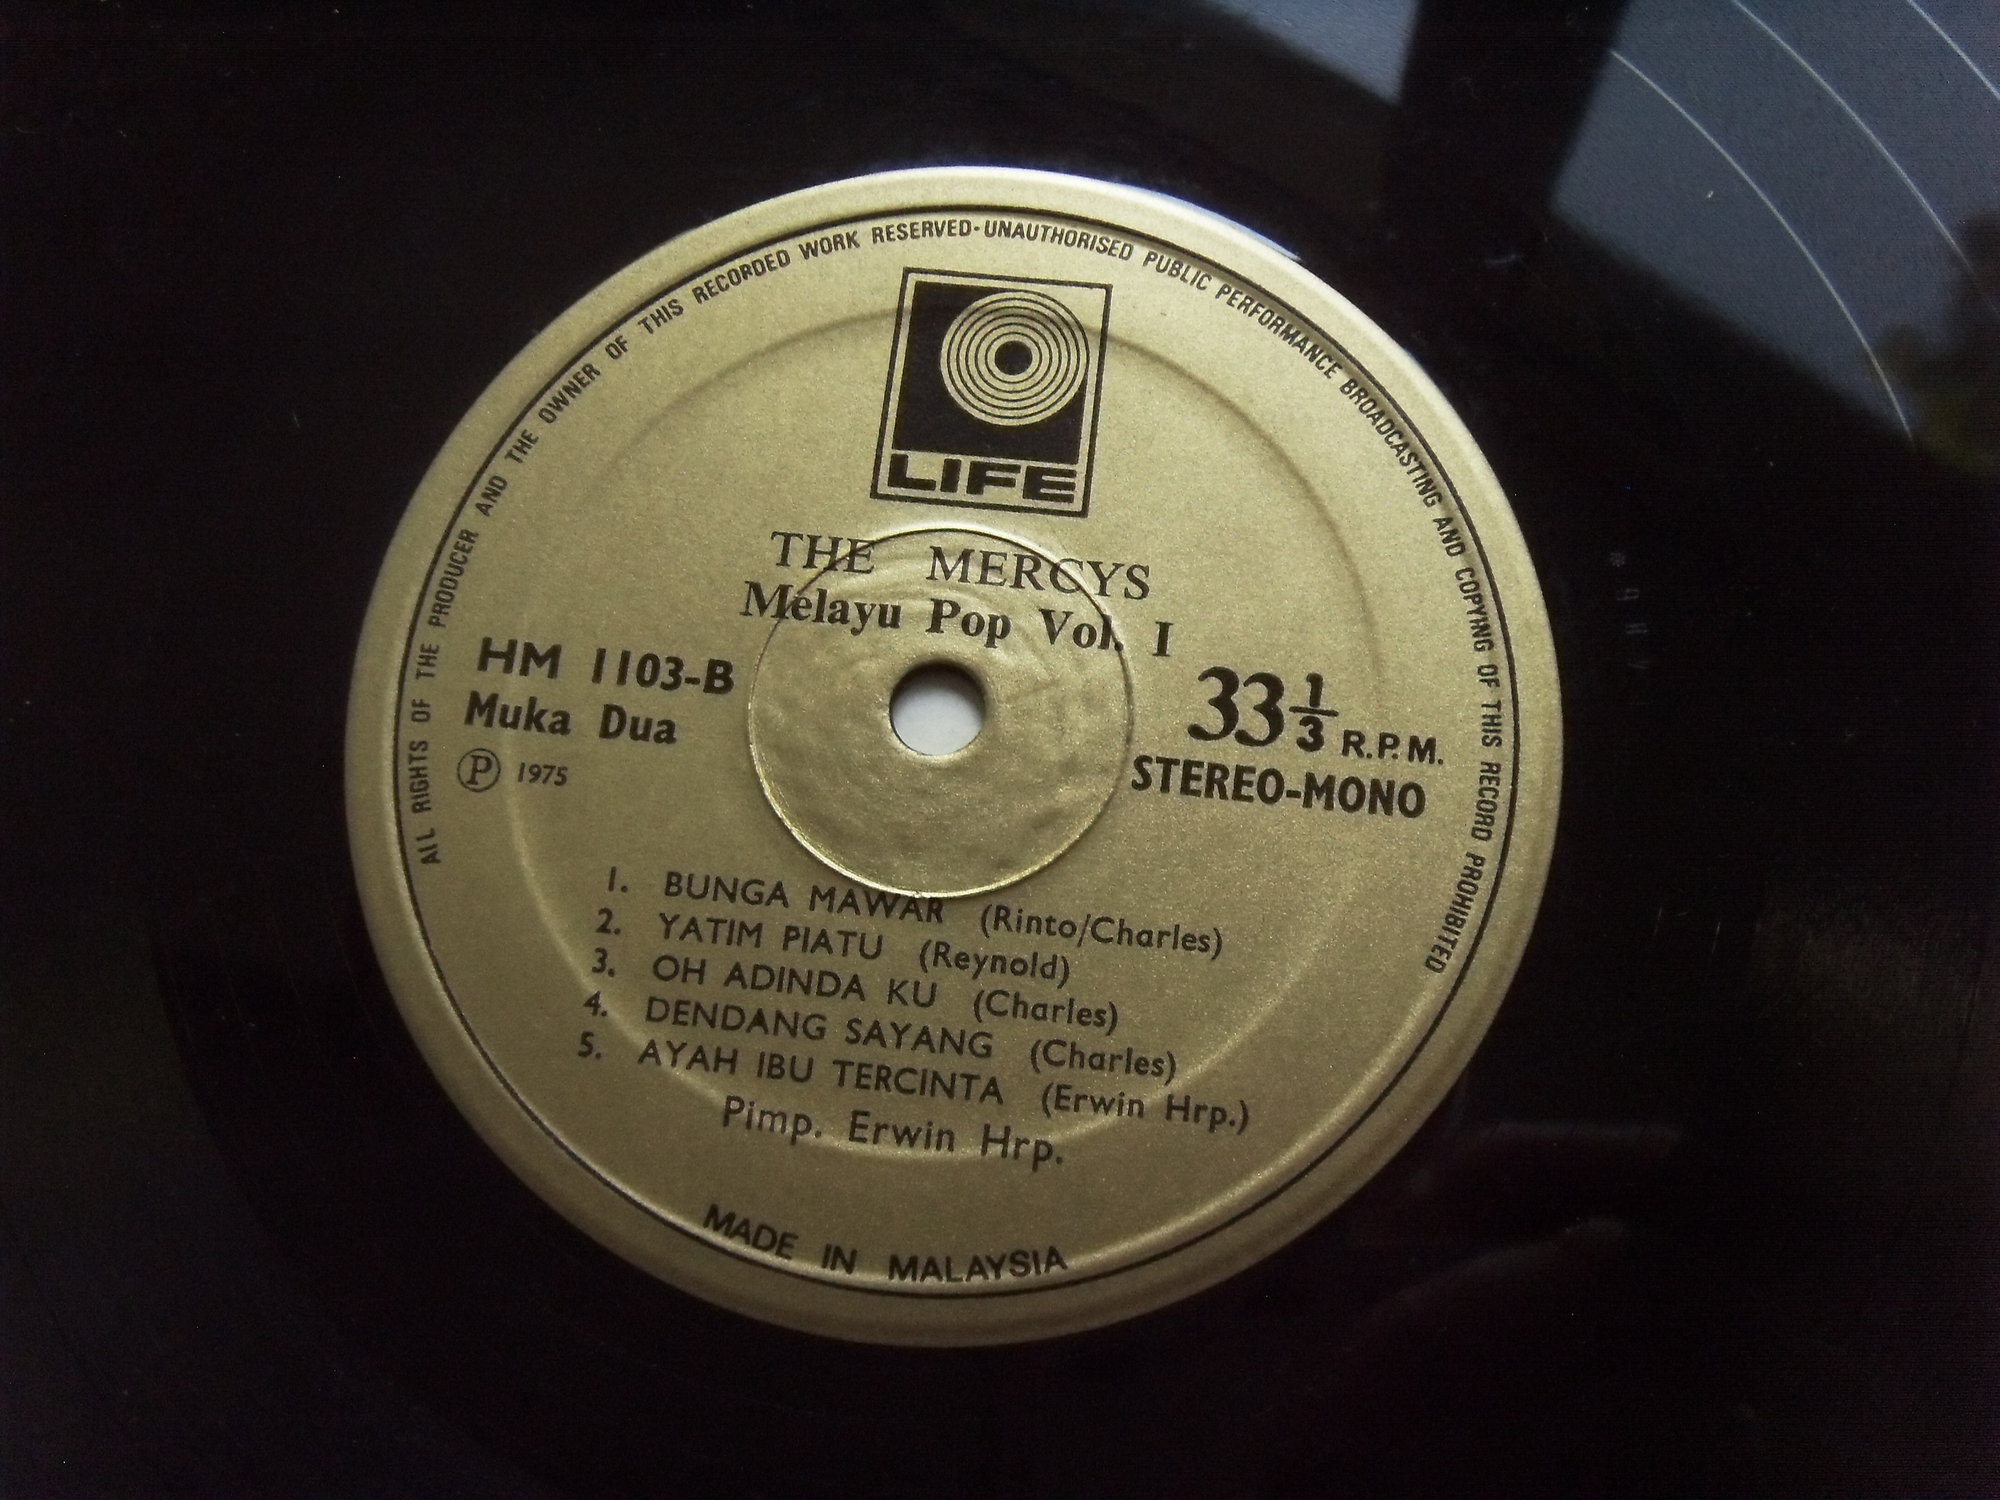 ALL RIGHTS OF THE PRODUCER AND THE OWNER OF THIS RECORDED WORK RESERVED·UNAUTHORISED PUBLIC PERFORMANCE BROADCASTING AND COPYING OF THIS RECORD PROHIBITED
LIFE
THE MERCYS
Melayu Pop Vol. I
HM 1103-B
Muka Dua
Ⓟ 1975
33 1/3 R.P.M.
STEREO-MONO
1. BUNGA MAWAR (Rinto/Charles)
2. YATIM PIATU (Reynold)
3. OH ADINDA KU (Charles)
4. DENDANG SAYANG (Charles)
5. AYAH IBU TERCINTA (Erwin Hrp.)
Pimp. Erwin Hrp.
MADE IN MALAYSIA